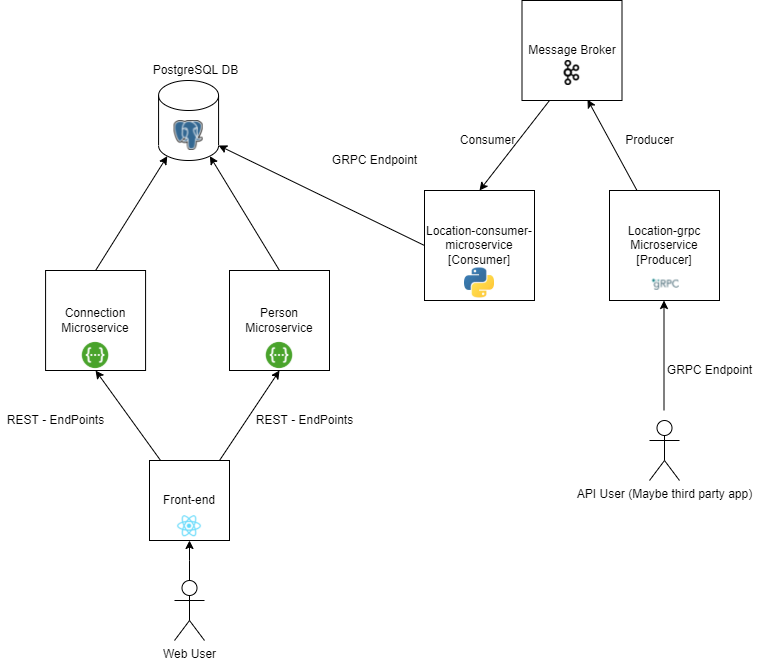 Message Broker
PostgreSQL DB
Consumer
Producer
GRPC Endpoint
Location-consumer-
microservice
[Consumer]
Location-grpc
Microservice
[Producer]
gRPC
Connection
Microservice
{···}
Person
Microservice
{···}
GRPC Endpoint
REST - EndPoints
REST - EndPoints
Front-end
API User (Maybe third party app)
Web User